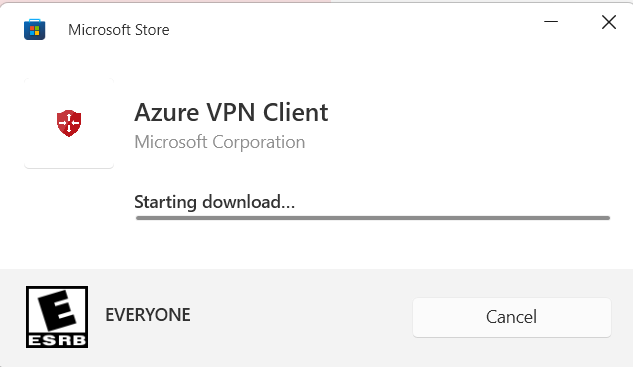 Microsoft Store
Azure VPN Client
Microsoft Corporation
Starting download...
E
ESRB
EVERYONE
Cancel